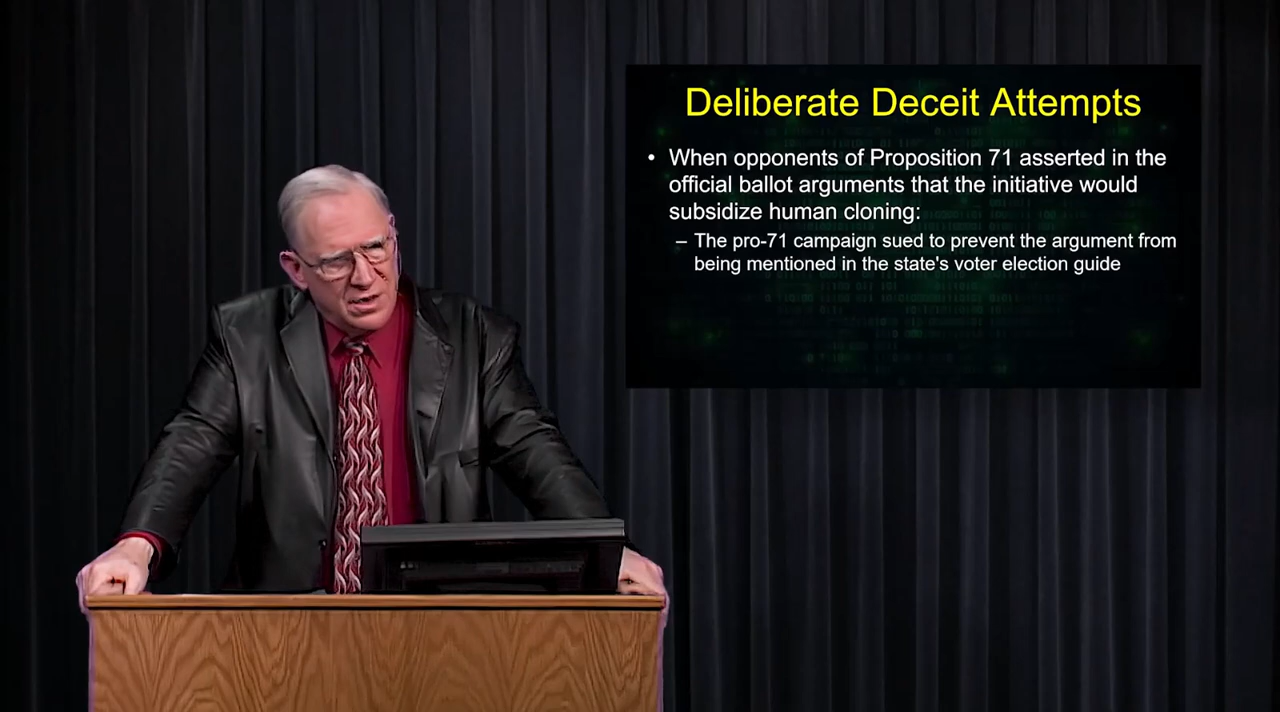 Deliberate Deceit Attempts
• When opponents of Proposition 71 asserted in the
official ballot arguments that the initiative would
subsidize human cloning:
– The pro-71 campaign sued to prevent the argument from
being mentioned in the state's voter election guide